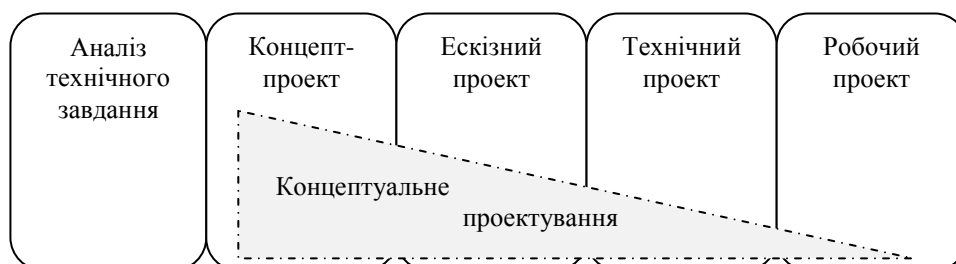 Аналіз
технічного
завдання
Концепт-
проект
Ескізний
проект
Технічний
проект
Робочий
проект
Концептуальне
проектування